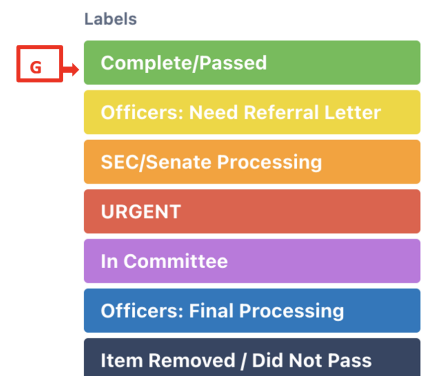 Labels
G
Complete/Passed
Officers: Need Referral Letter
SEC/Senate Processing
URGENT
In Committee
Officers: Final Processing
Item Removed / Did Not Pass